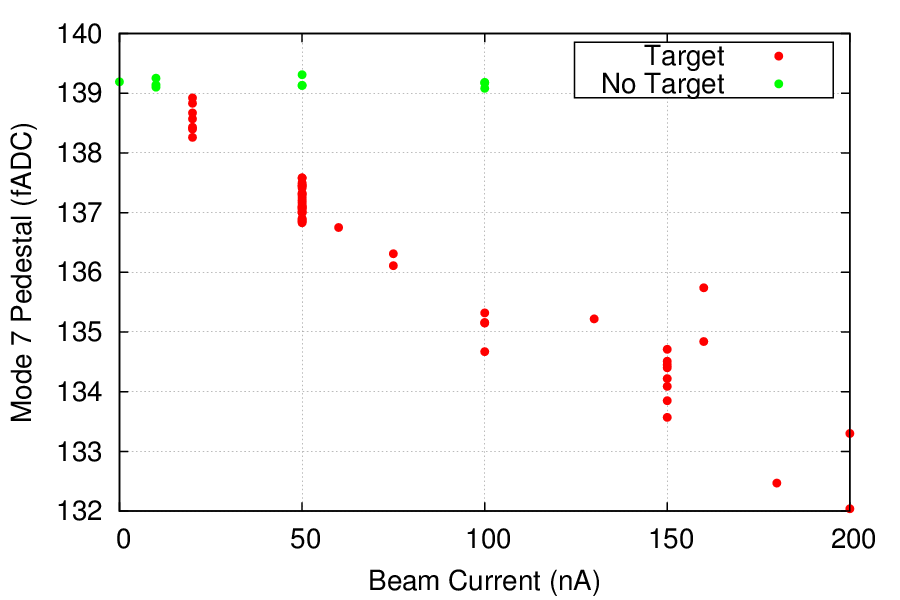 140
139
138
137
136
135
134
133
132
0 50 100 150 200
Mode 7 Pedestal (fADC)
Beam Current (nA)
Target
No Target